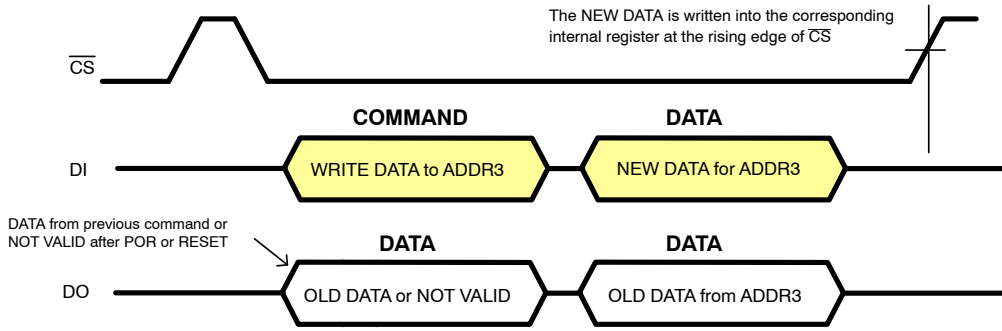 The NEW DATA is written into the corresponding
internal register at the rising edge of CS
CS
COMMAND
DATA
DI
WRITE DATA to ADDR3
NEW DATA for ADDR3
DATA from previous command or
NOT VALID after POR or RESET
DATA
DATA
DO
OLD DATA or NOT VALID
OLD DATA from ADDR3